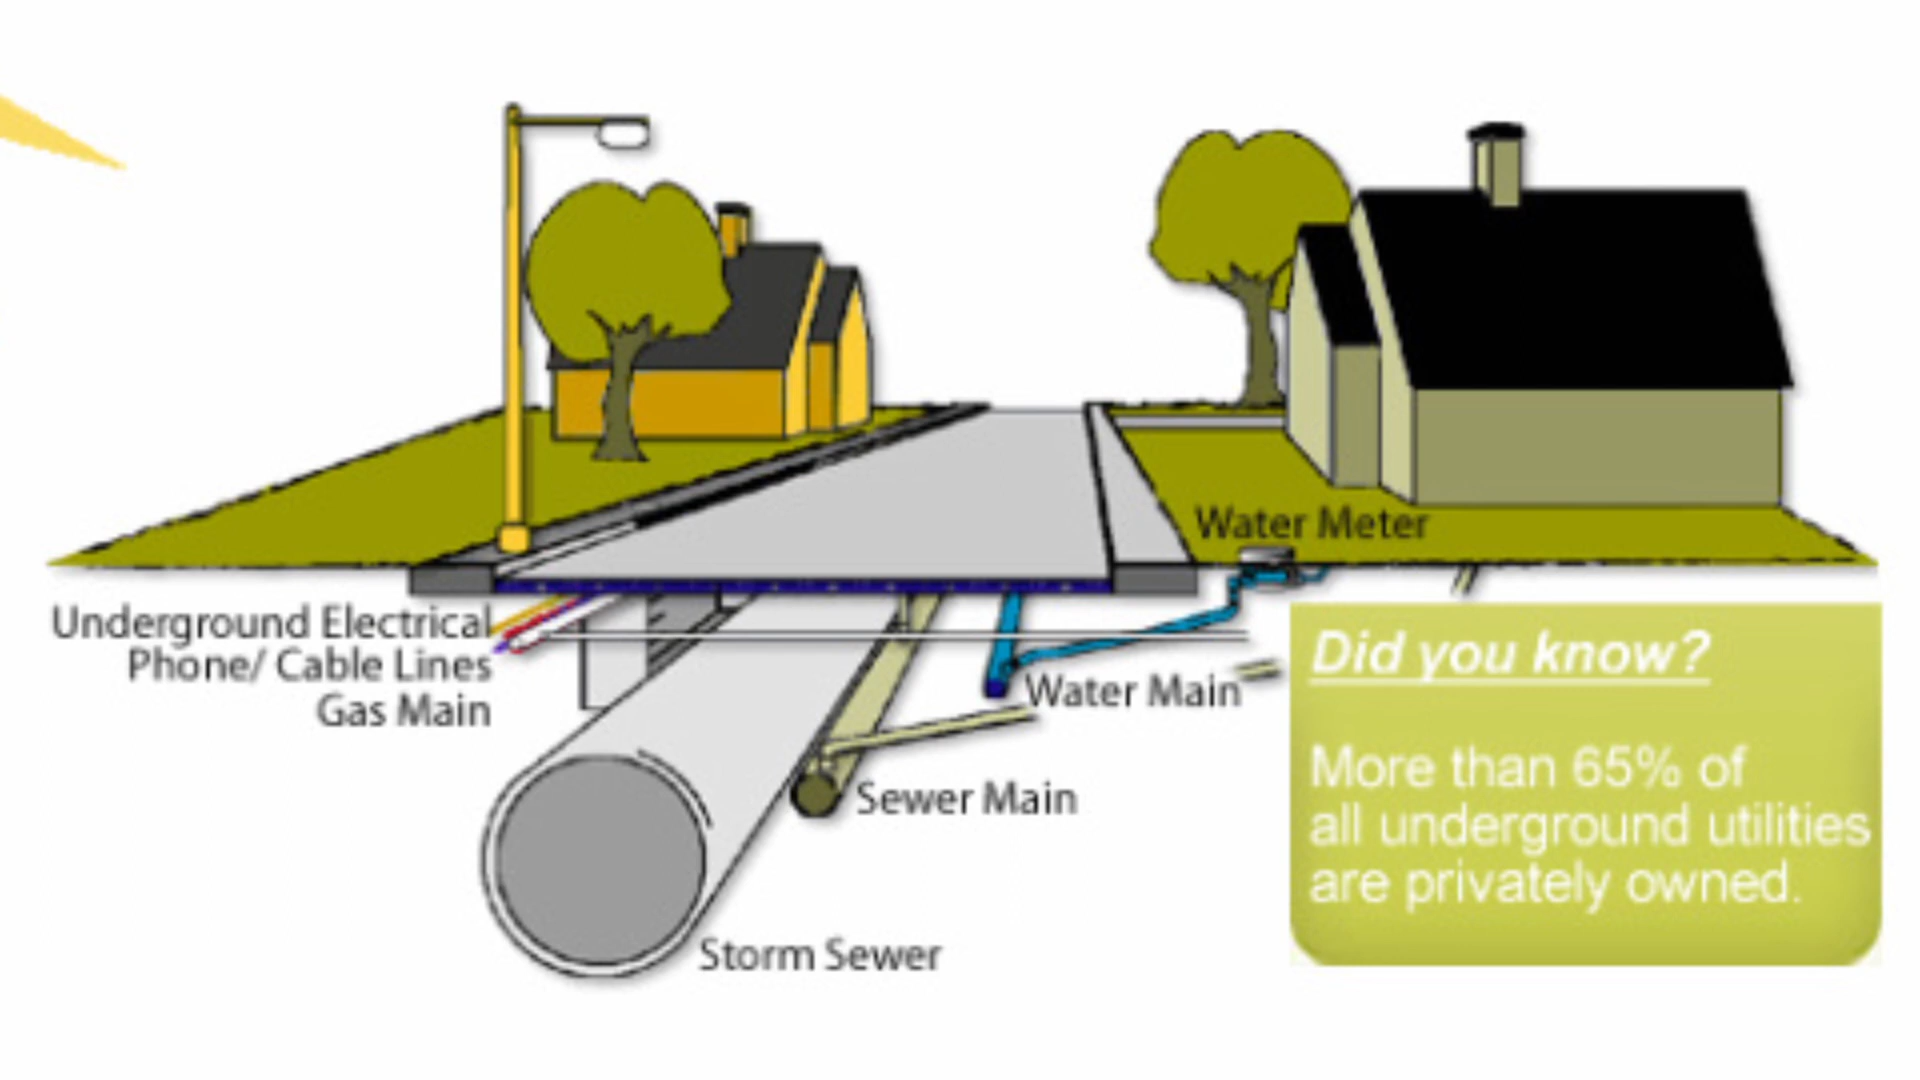 Water Meter
Underground Electrical
Phone/ Cable Lines
Gas Main
Water Main
Sewer Main
Storm Sewer
Did you know?
More than 65% of
all underground utilities
are privately owned.